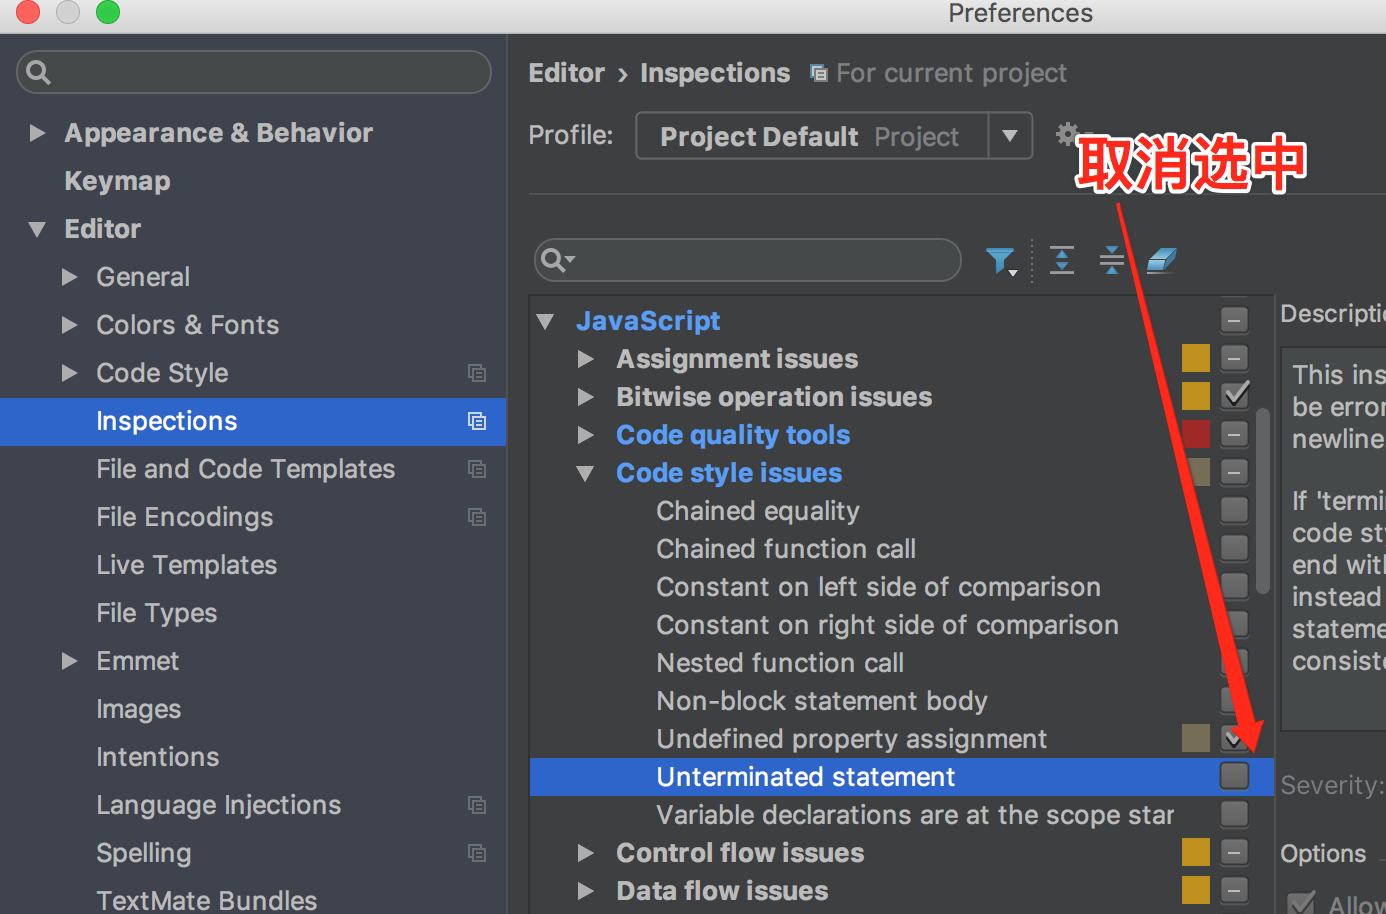 Preferences
Editor › Inspections For current project
Profile: Project Default Project
取消选中
Appearance & Behavior
Keymap
Editor
General
Colors & Fonts
Code Style
Inspections
File and Code Templates
File Encodings
Live Templates
File Types
Emmet
Images
Intentions
Language Injections
Spelling
TextMate Bundles
JavaScript
Assignment issues
Bitwise operation issues
Code quality tools
Code style issues
Chained equality
Chained function call
Constant on left side of comparison
Constant on right side of comparison
Nested function call
Non-block statement body
Undefined property assignment
Unterminated statement
Variable declarations are at the scope star
Control flow issues
Data flow issues
Descriptio
This ins
be error
newline
If 'termi
code st
end with
instead
stateme
consiste
Severity:
Options
Allow